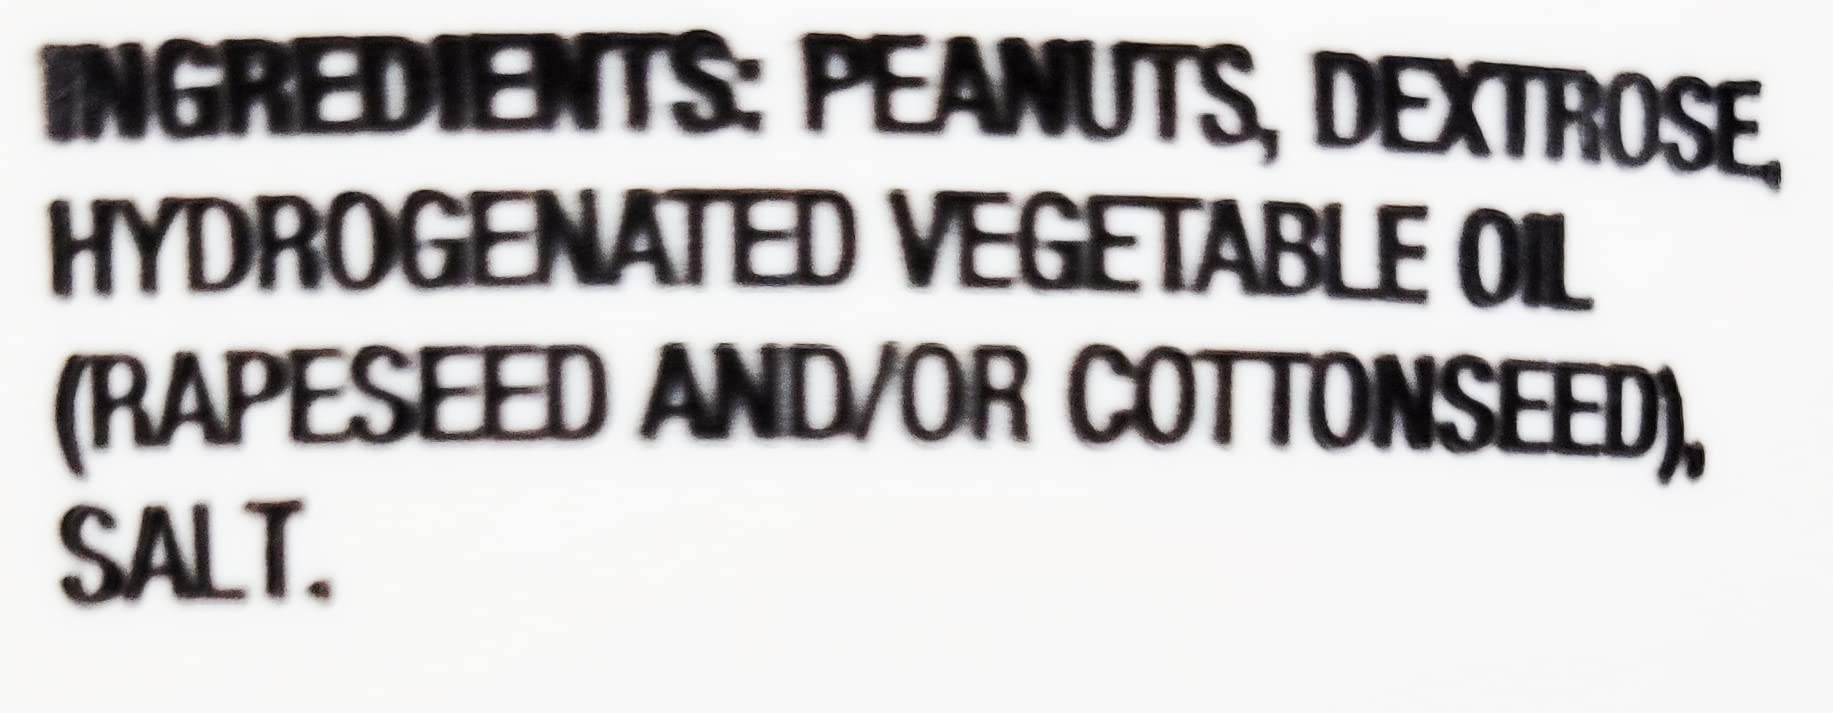 INGREDIENTS: PEANUTS, DEXTROSE,
HYDROGENATED VEGETABLE OIL
(RAPESEED AND/OR COTTONSEED),
SALT.